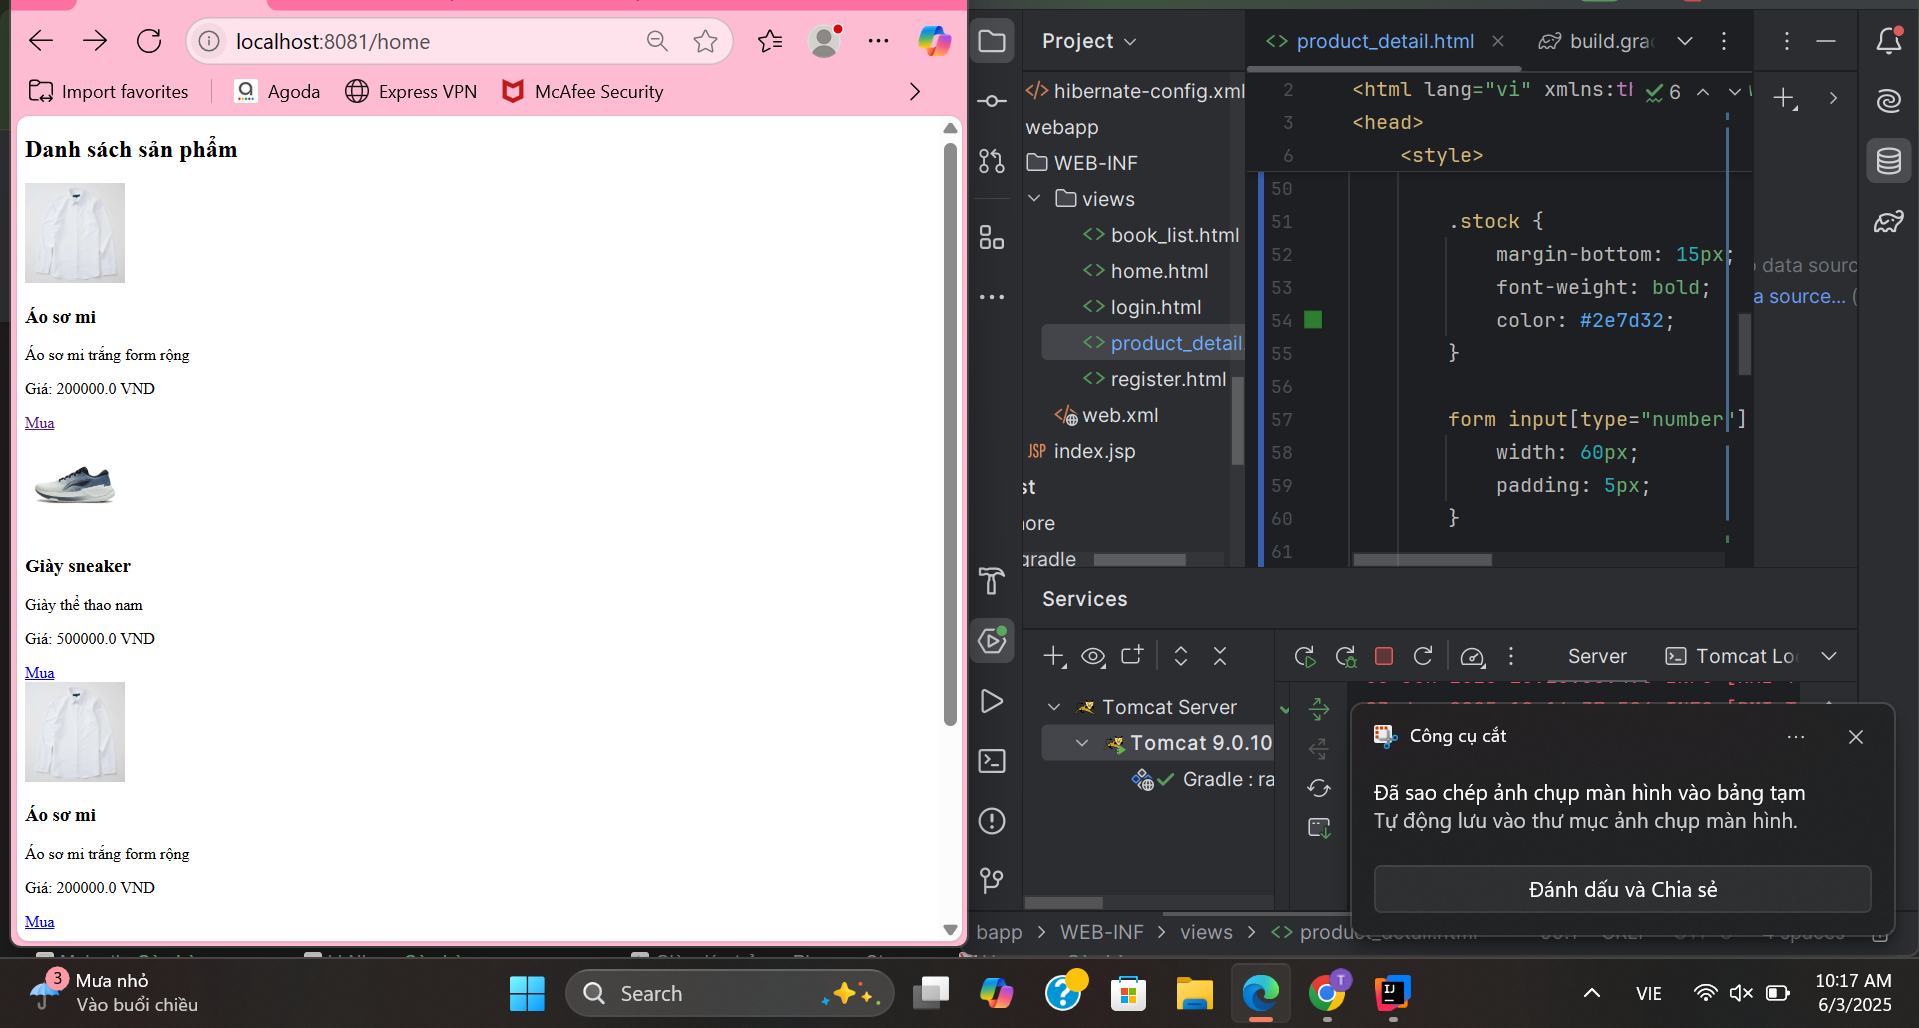 localhost:8081/home
Import favorites
Agoda
Express VPN
McAfee Security
Danh sách sản phẩm
Áo sơ mi
Áo sơ mi trắng form rộng
Giá: 200000.0 VND
Mua
Giày sneaker
Giày thể thao nam
Giá: 500000.0 VND
Mua
Áo sơ mi
Áo sơ mi trắng form rộng
Giá: 200000.0 VND
Mua
Project
hibernate-config.xml
webapp
WEB-INF
views
book_list.html
home.html
login.html
product_detail.
register.html
web.xml
JSP index.jsp
st
ore
gradle
product_detail.html
build.gra
2 <html lang="vi" xmlns:th
6
3 <head>
6 <style>
50
51 .stock {
52 margin-bottom: 15px;
53 font-weight: bold;
54 color: #2e7d32;
55 }
56
57 form input[type="number"]
58 width: 60px;
59 padding: 5px;
60 }
61
data sourc
a source... (
Services
Server
Tomcat Lo
Tomcat Server
Tomcat 9.0.10
Gradle : ra
Công cụ cắt
Đã sao chép ảnh chụp màn hình vào bảng tạm
Tự động lưu vào thư mục ảnh chụp màn hình.
Đánh dấu và Chia sẻ
bapp > WEB-INF > views > product_detail.html
3
Mưa nhỏ
Vào buổi chiều
Search
T
IJ
VIE
10:17 AM
6/3/2025